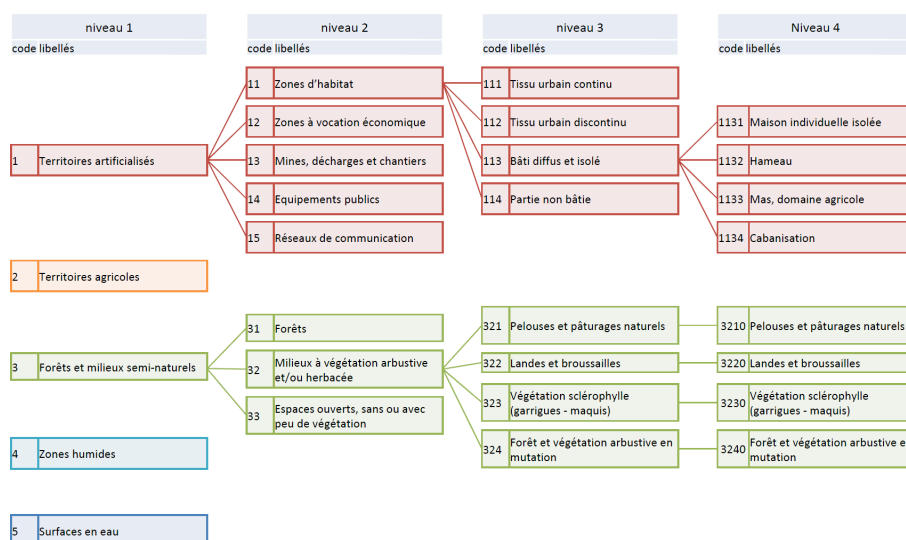 niveau 1
niveau 2
niveau 3
Niveau 4
code libellés
code libellés
code libellés
code libellés
11 Zones d'habitat
111 Tissu urbain continu
12 Zones à vocation économique
112 Tissu urbain discontinu
1131 Maison individuelle isolée
1 Territoires artificialisés
13 Mines, décharges et chantiers
113 Bâti diffus et isolé
1132 Hameau
14 Equipements publics
114 Partie non bâtie
1133 Mas, domaine agricole
15 Réseaux de communication
1134 Cabanisation
2 Territoires agricoles
31 Forêts
321 Pelouses et pâturages naturels
3210 Pelouses et pâturages naturels
3 Forêts et milieux semi-naturels
32 Milieux à végétation arbustive
et/ou herbacée
322 Landes et broussailles
3220 Landes et broussailles
33 Espaces ouverts, sans ou avec
peu de végétation
323 Végétation sclérophylle
(garrigues - maquis)
3230 Végétation sclérophylle
(garrigues - maquis)
4 Zones humides
324 Forêt et végétation arbustive en
mutation
3240 Forêt et végétation arbustive e
mutation
5 Surfaces en eau